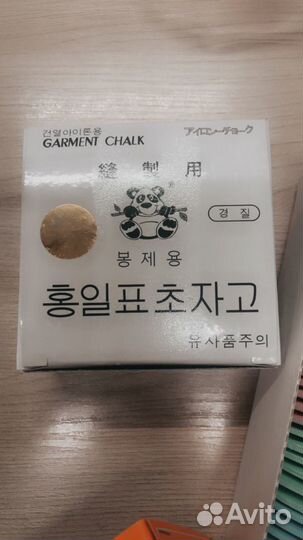 건열아이론용
GARMENT CHALK
アイロンチョーク
縫製用
®
경질
봉제용
홍일표초자고
유사품주의
Avito